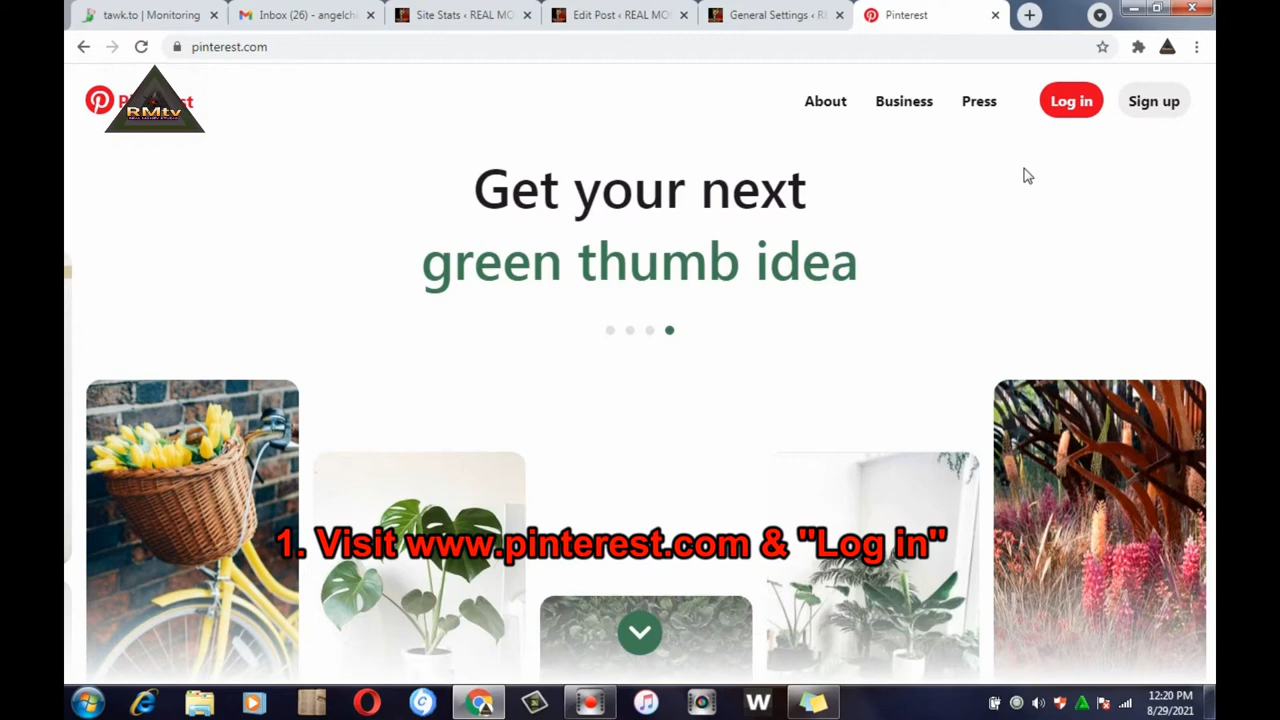 tawk.to | Monitoring
Inbox (26) - angelche
Site Stats ‹ REAL MO
Edit Post ‹ REAL MO
General Settings ‹ R
Pinterest
pinterest.com
RMtv
About
Business
Press
Log in
Sign up
Get your next
green thumb idea
1. Visit www.pinterest.com & "Log in"
W
12:20 PM
8/29/2021